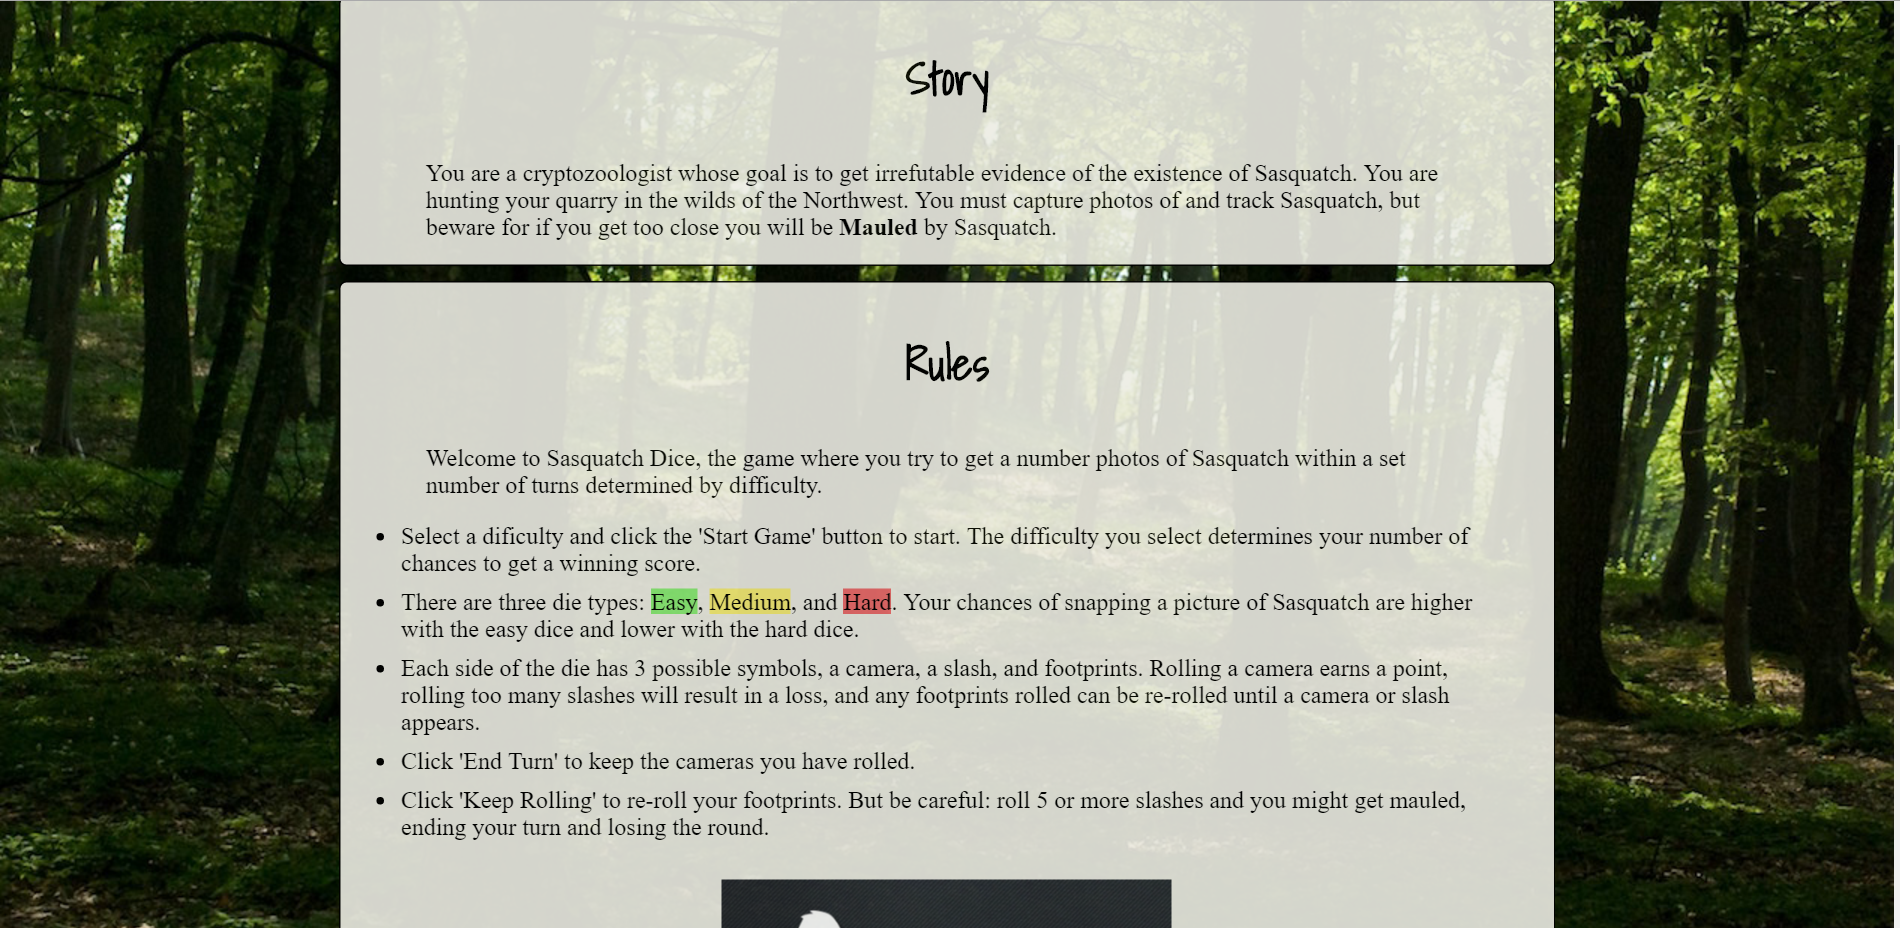 Story
You are a cryptozoologist whose goal is to get irrefutable evidence of the existence of Sasquatch. You are
hunting your quarry in the wilds of the Northwest. You must capture photos of and track Sasquatch, but
beware for if you get too close you will be Mauled by Sasquatch.
Rules
Welcome to Sasquatch Dice, the game where you try to get a number photos of Sasquatch within a set
number of turns determined by difficulty.
• Select a dificulty and click the 'Start Game' button to start. The difficulty you select determines your number of
chances to get a winning score.
• There are three die types: Easy, Medium, and Hard. Your chances of snapping a picture of Sasquatch are higher
with the easy dice and lower with the hard dice.
• Each side of the die has 3 possible symbols, a camera, a slash, and footprints. Rolling a camera earns a point,
rolling too many slashes will result in a loss, and any footprints rolled can be re-rolled until a camera or slash
appears.
• Click 'End Turn' to keep the cameras you have rolled.
• Click 'Keep Rolling' to re-roll your footprints. But be careful: roll 5 or more slashes and you might get mauled,
ending your turn and losing the round.